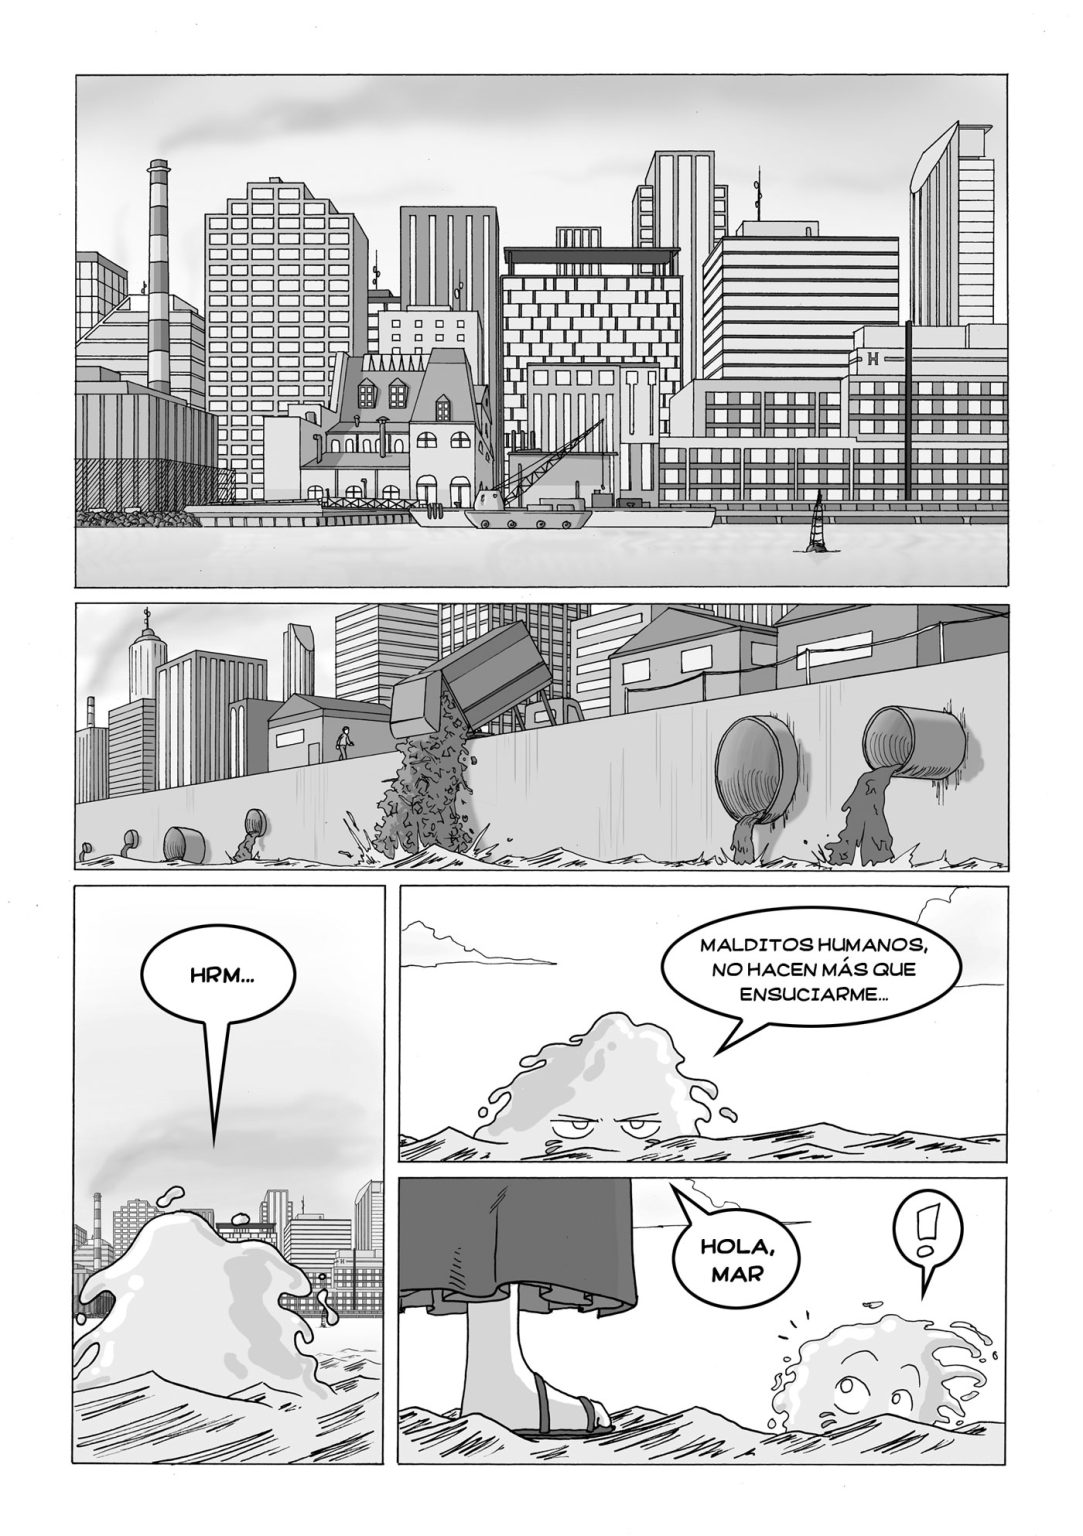 H
HRM...
MALDITOS HUMANOS,
NO HACEN MÁS QUE
ENSUCIARME...
HOLA,
MAR
!